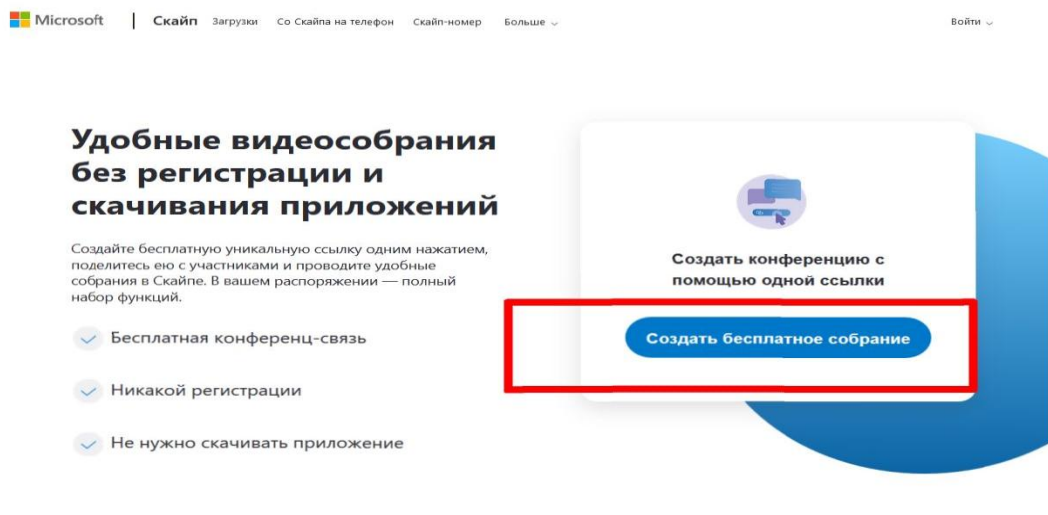 Microsoft Скайп Загрузки Со Скайпа на телефон Скайп-номер Больше Войти
Удобные видеособрания
без регистрации и
скачивания приложений
Создайте бесплатную уникальную ссылку одним нажатием,
поделитесь ею с участниками и проводите удобные
собрания в Скайпе. В вашем распоряжении — полный
набор функций.
Бесплатная конференц-связь
Никакой регистрации
Не нужно скачивать приложение
Создать конференцию с
помощью одной ссылки
Создать бесплатное собрание